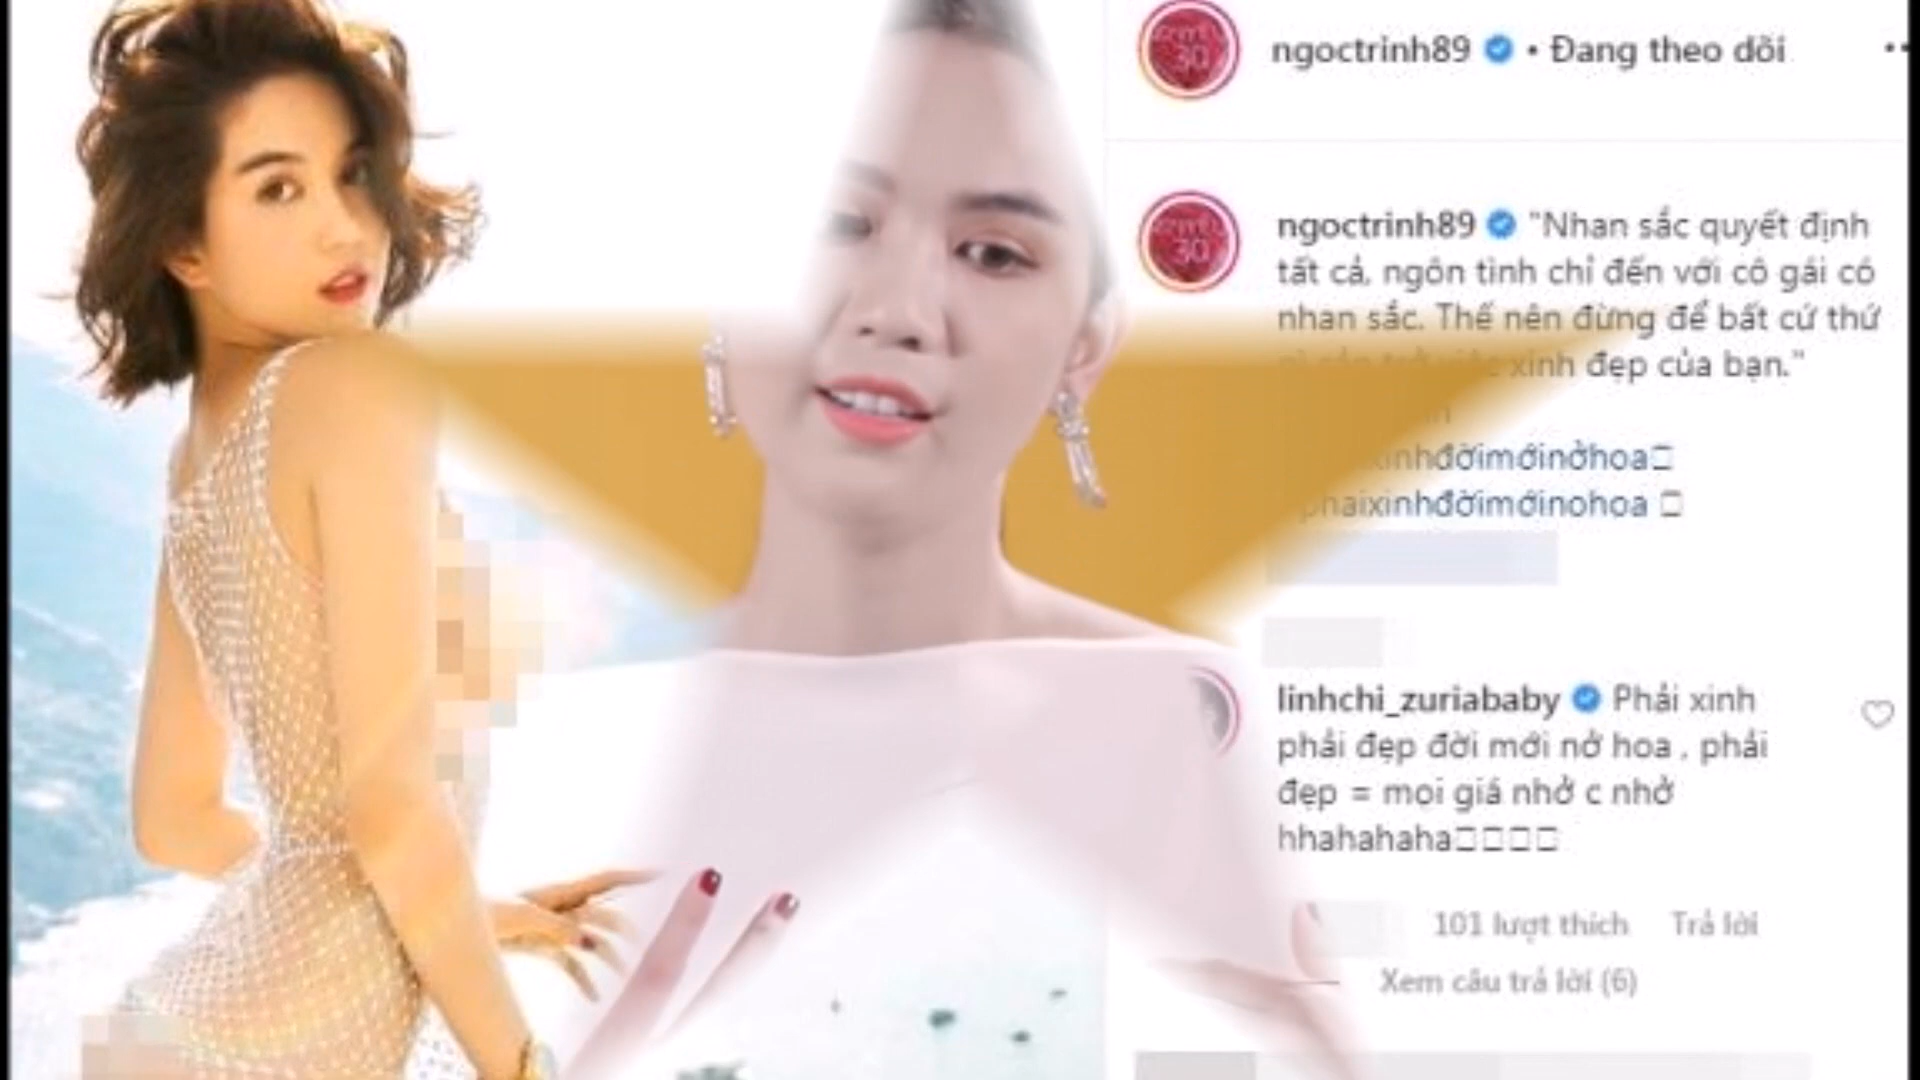 ngoctrinh89 • Đang theo dõi
ngoctrinh89 "Nhan sắc quyết định
tất cả, ngôn tình chỉ đến với cô gái có
nhan sắc. Thế nên đừng để bất cứ thứ
xinh đẹp của bạn."
xinhđờimớinởhoa
phaixinhđờimớinohoa
linhchi_zuriababy Phải xinh
phải đẹp đời mới nở hoa , phải
đẹp = mọi giá nhở c nhở
hhahahaha
101 lượt thích Trả lời
Xem câu trả lời (6)